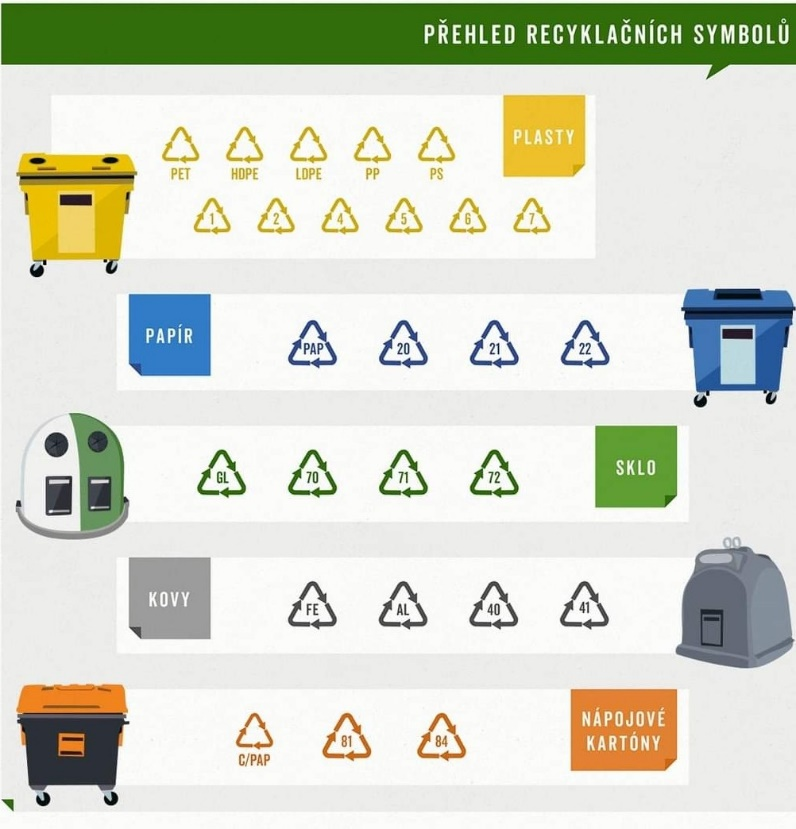 PŘEHLED RECYKLAČNÍCH SYMBOLŮ
PLASTY
PET HDPE LDPE PP PS
1 2 4 5 6 7
PAPÍR
PAP 20 21 22
GL 70 71 72
SKLO
KOVY
FE AL 40 41
NÁPOJOVÉ
KARTÓNY
81 84
C/PAP